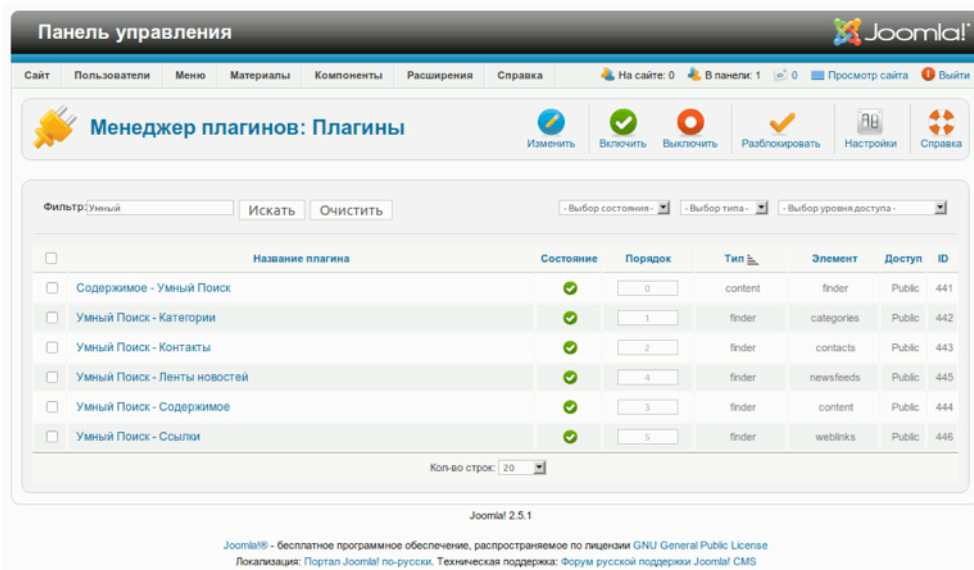 Панель управления Joomla!
Сайт Пользователи Меню Материалы Компоненты Расширения Справка На сайте: 0 В панели: 1 0 Просмотр сайта Выйти
Менеджер плагинов: Плагины Изменить Включить Выключить Разблокировать Настройки Справка
Фильтр: Умный Искать Очистить - Выбор состояния - - Выбор типа - - Выбор уровня доступа -
Название плагина Состояние Порядок Тип Элемент Доступ ID
Содержимое - Умный Поиск 0 content finder Public 441
Умный Поиск - Категории 1 finder categories Public 442
Умный Поиск - Контакты 2 finder contacts Public 443
Умный Поиск - Ленты новостей 4 finder newsfeeds Public 445
Умный Поиск - Содержимое 3 finder content Public 444
Умный Поиск - Ссылки 5 finder weblinks Public 446
Кол-во строк: 20
Joomla! 2.5.1
Joomla!® - бесплатное программное обеспечение, распространяемое по лицензии GNU General Public License
Локализация: Портал Joomla! по-русски. Техническая поддержка: Форум русской поддержки Joomla! CMS